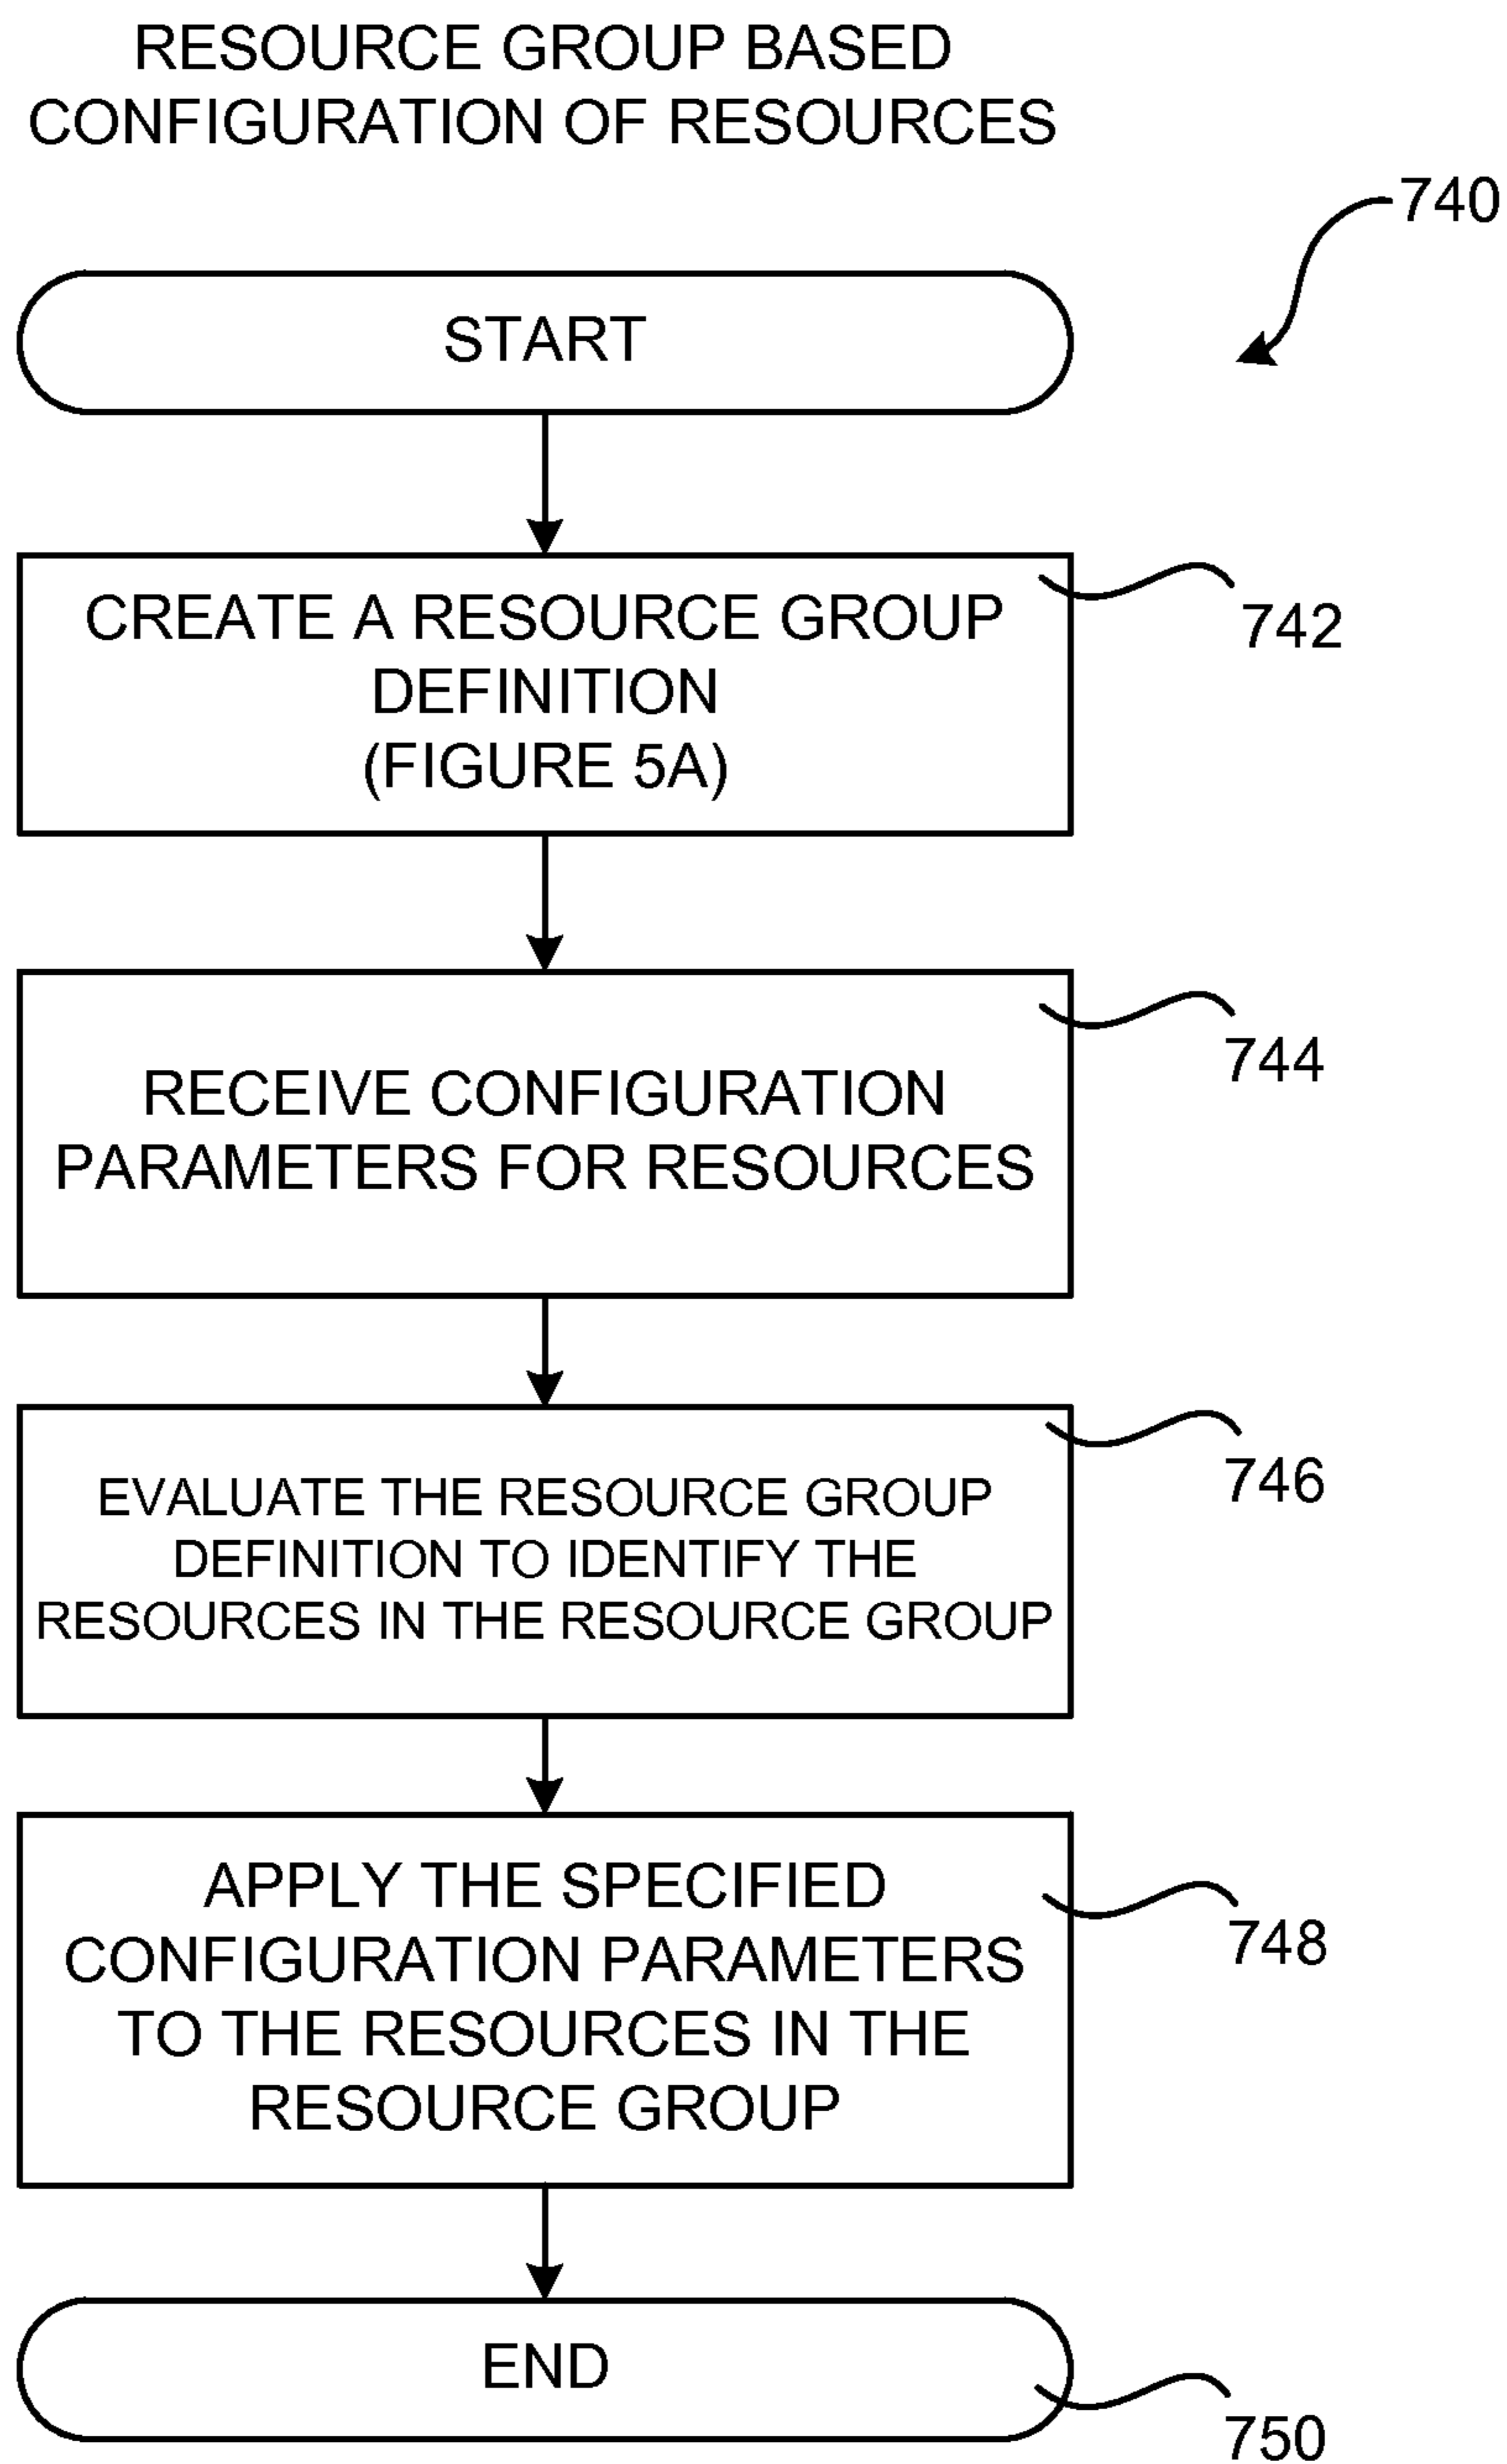 RESOURCE GROUP BASED
CONFIGURATION OF RESOURCES
740
START
CREATE A RESOURCE GROUP
DEFINITION
(FIGURE 5A)
742
RECEIVE CONFIGURATION
PARAMETERS FOR RESOURCES
744
EVALUATE THE RESOURCE GROUP
DEFINITION TO IDENTIFY THE
RESOURCES IN THE RESOURCE GROUP
746
APPLY THE SPECIFIED
CONFIGURATION PARAMETERS
TO THE RESOURCES IN THE
RESOURCE GROUP
748
END
750